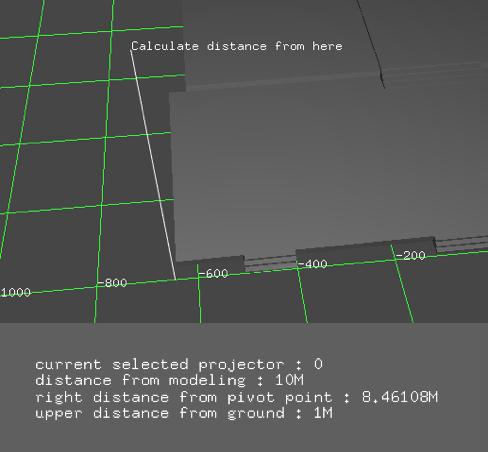 Calculate distance from here
1000
-800
-600
-400
-200
current selected projector : 0
distance from modeling : 10M
right distance from pivot point : 8.46108M
upper distance from ground : 1M